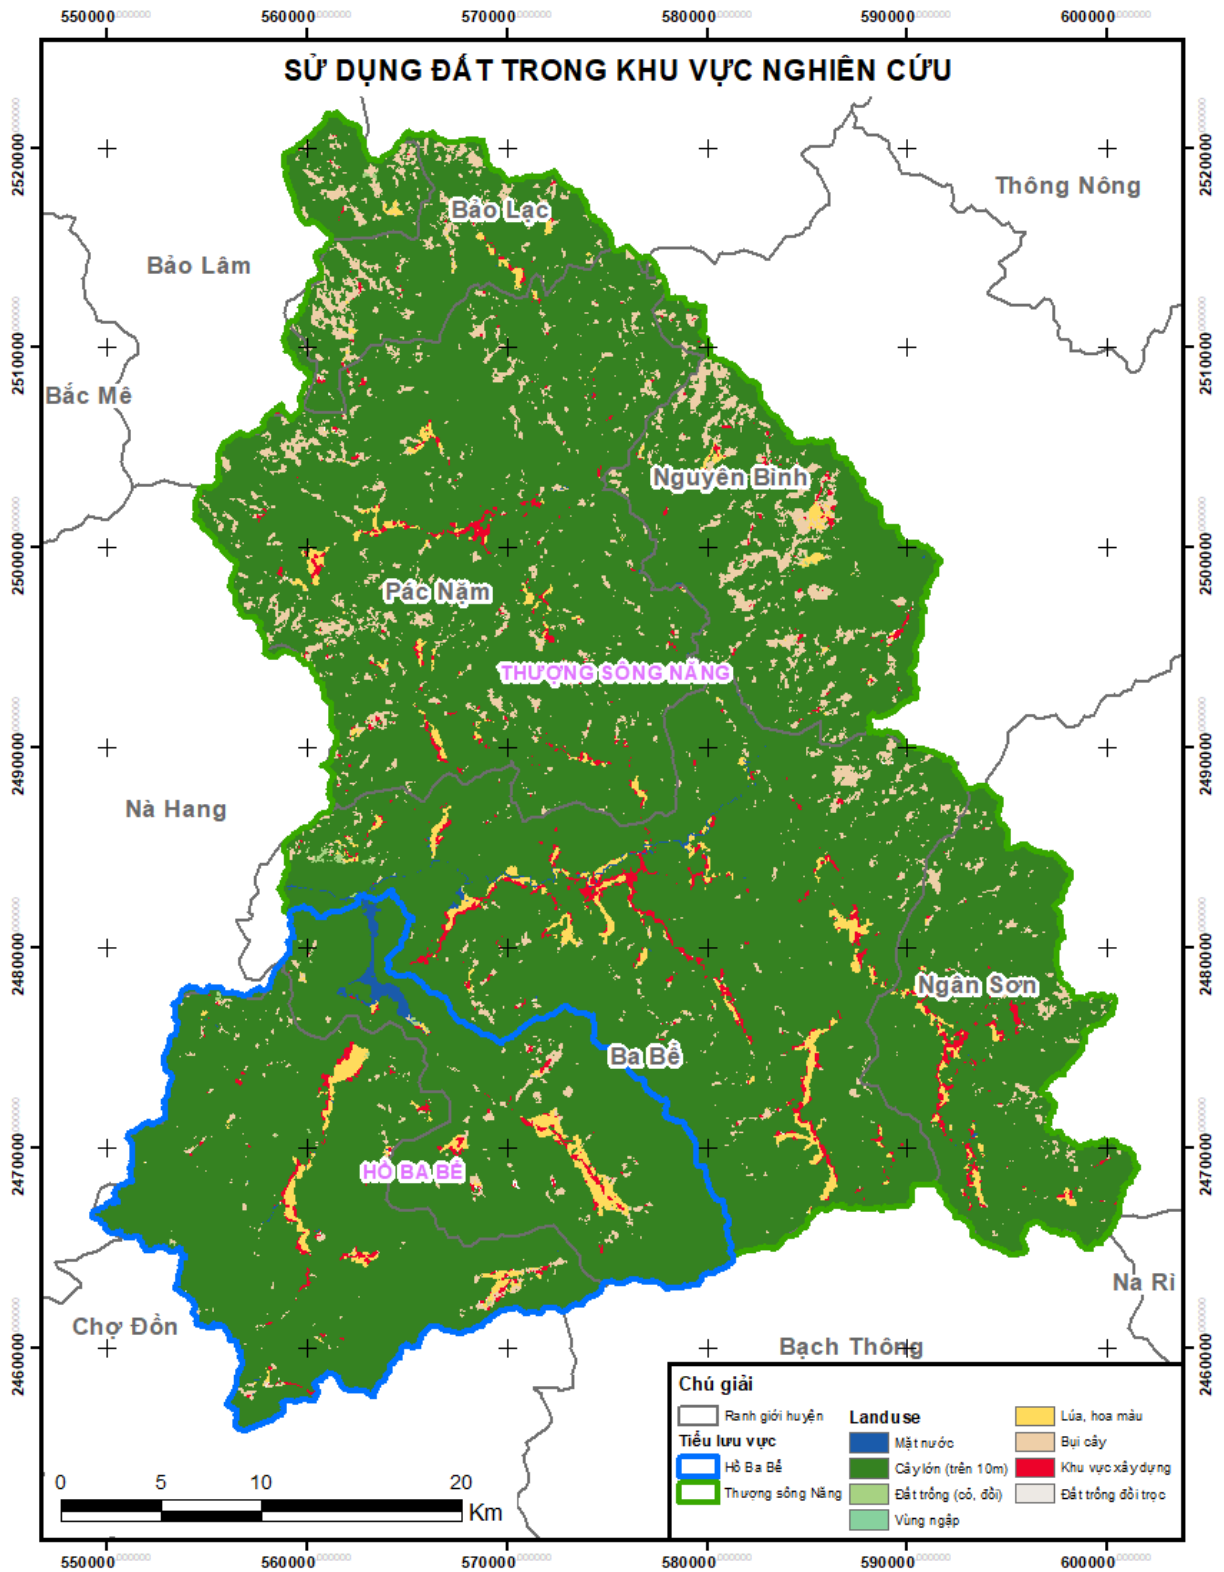 550000 560000 570000 580000 590000 600000
SỬ DỤNG ĐẤT TRONG KHU VỰC NGHIÊN CỨU
2520000 2520000
Thông Nông
Bảo Lạc
Bảo Lâm
2510000 2510000
Bắc Mê
Nguyên Bình
2500000 2500000
Pác Nặm
THƯỢNG SÔNG NĂNG
2490000 2490000
Nà Hang
2480000 2480000
Ngân Sơn
Ba Bể
2470000 2470000
HỒ BA BỂ
Na Rì
Chợ Đồn
2460000 2460000
Bạch Thông
Chú giải
Ranh giới huyện
Tiểu lưu vực
Hồ Ba Bể
Thượng sông Năng
Landuse
Mặt nước
Cây lớn (trên 10m)
Đất trống (cỏ, đồi)
Vùng ngập
Lúa, hoa màu
Bụi cây
Khu vực xây dựng
Đất trống đồi trọc
0 5 10 20
Km
550000 560000 570000 580000 590000 600000